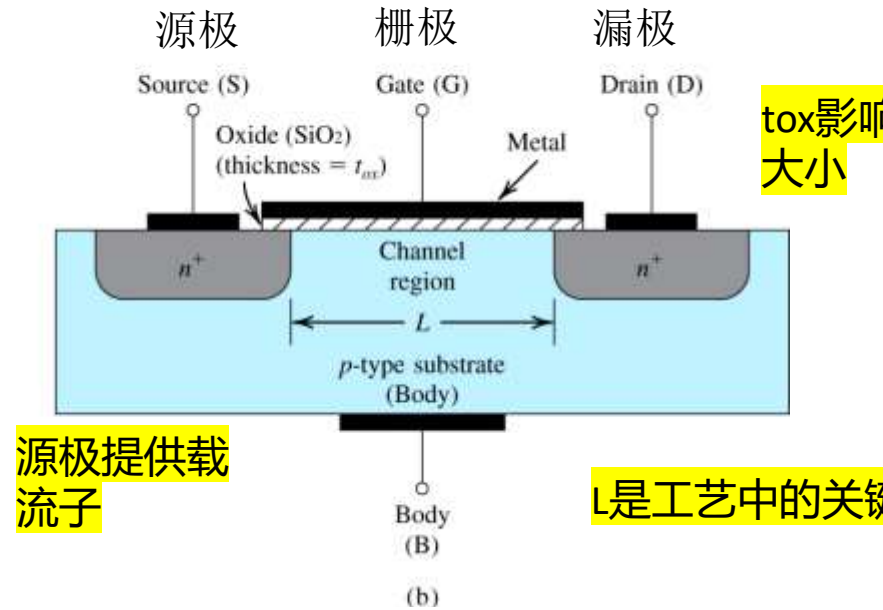 源极 栅极 漏极
Source (S) Gate (G) Drain (D)
Oxide (SiO2)
(thickness = tox)
Metal
tox影响
大小
n+
Channel
region
n+
L
p-type substrate
(Body)
源极提供载
流子
L是工艺中的关键
Body
(B)
(b)